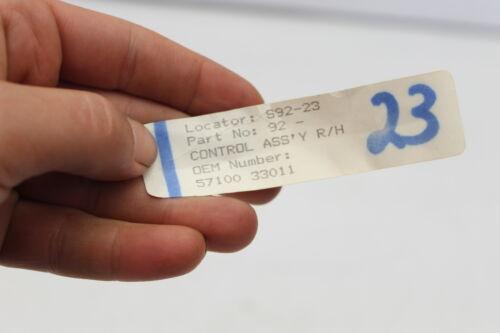 Locator: S92-23
Part No: 92 -
CONTROL ASS'Y R/H
OEM Number:
57100 33011
23